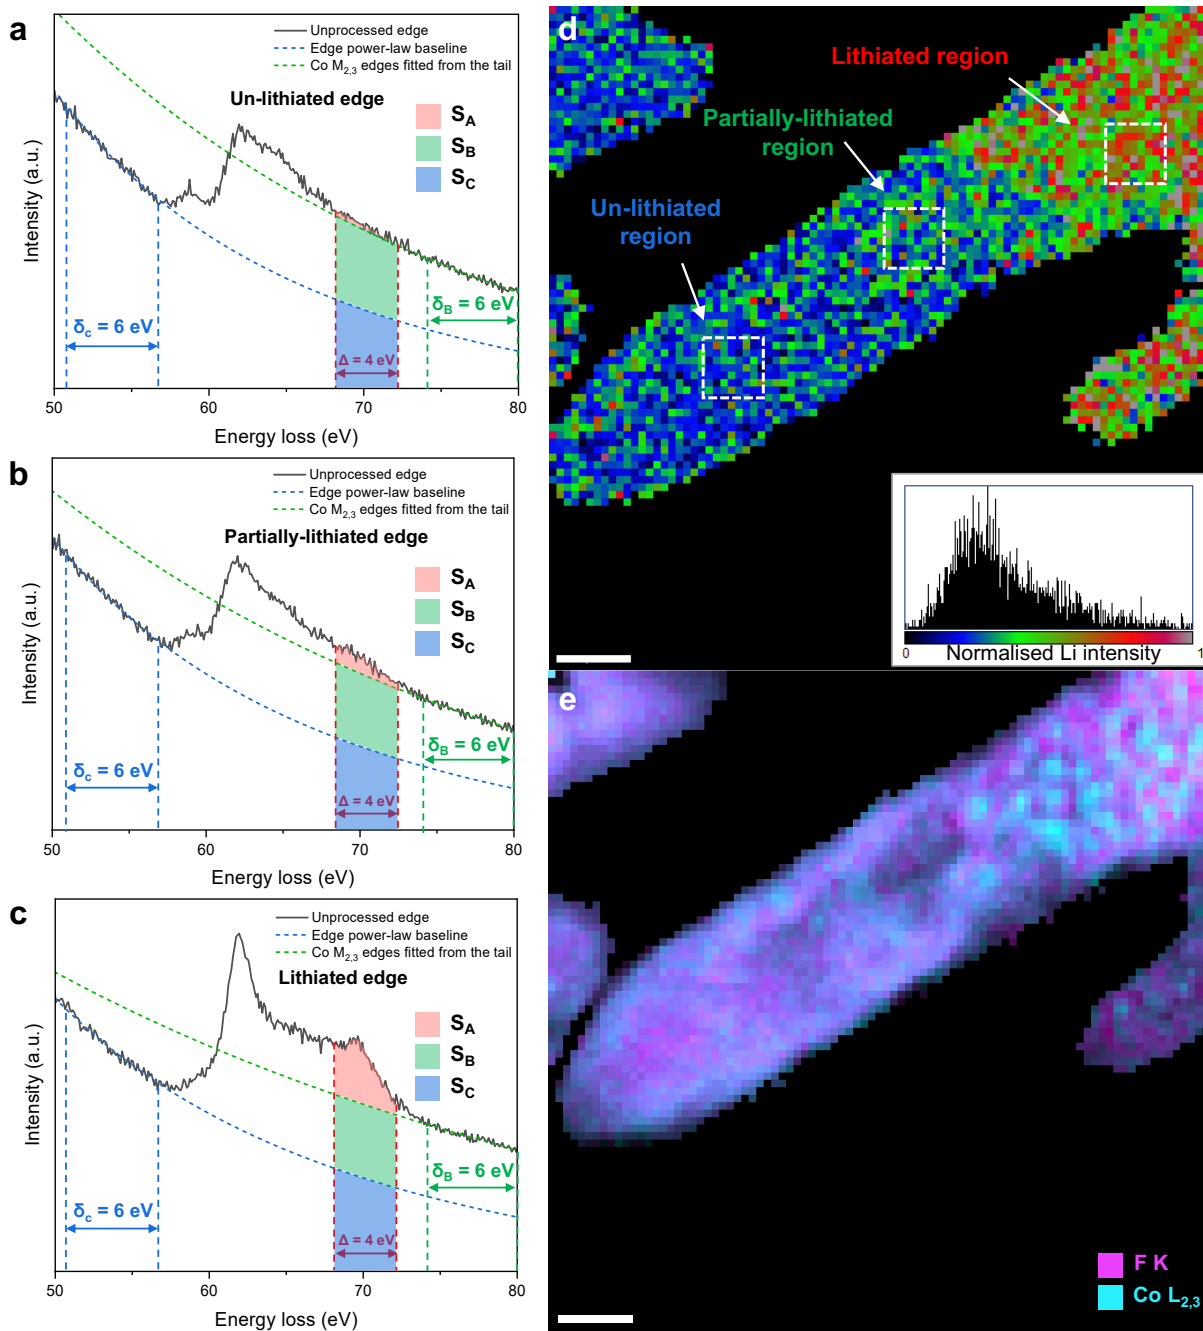 a
Unprocessed edge
Edge power-law baseline
Co M2,3 edges fitted from the tail
Un-lithiated edge
SA
SB
SC
δc = 6 eV
δB = 6 eV
Δ = 4 eV
Intensity (a.u.)
50
60
70
80
Energy loss (eV)
b
Unprocessed edge
Edge power-law baseline
Co M2,3 edges fitted from the tail
Partially-lithiated edge
SA
SB
SC
δc = 6 eV
δB = 6 eV
Δ = 4 eV
Intensity (a.u.)
50
60
70
80
Energy loss (eV)
c
Unprocessed edge
Edge power-law baseline
Co M2,3 edges fitted from the tail
Lithiated edge
SA
SB
SC
δc = 6 eV
δB = 6 eV
Δ = 4 eV
Intensity (a.u.)
50
60
70
80
Energy loss (eV)
d
Lithiated region
Partially-lithiated
region
Un-lithiated
region
0
Normalised Li intensity
1
e
F K
Co L2,3